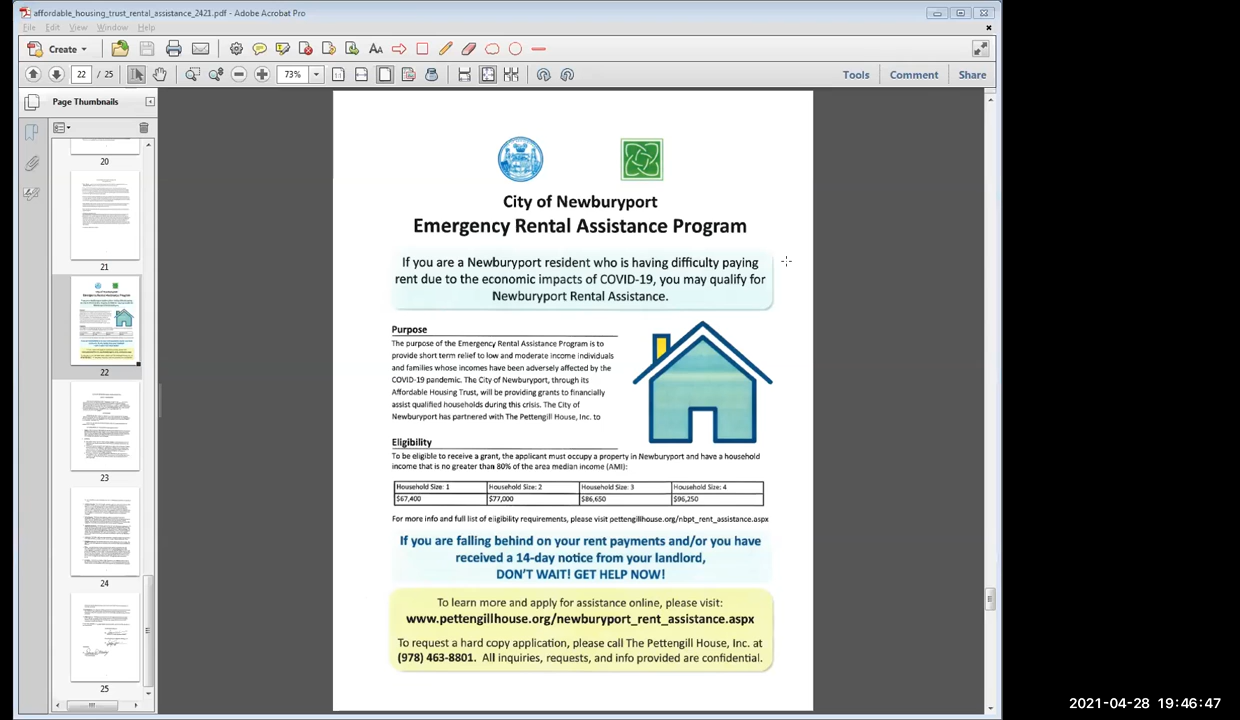 affordable_housing_trust_rental_assistance_2421.pdf - Adobe Acrobat Pro
File Edit View Window Help
Create
22 / 25 73% Tools Comment Share
Page Thumbnails
20
21
22
23
24
25
City of Newburyport
Emergency Rental Assistance Program
If you are a Newburyport resident who is having difficulty paying
rent due to the economic impacts of COVID-19, you may qualify for
Newburyport Rental Assistance.
Purpose
The purpose of the Emergency Rental Assistance Program is to
provide short term relief to low and moderate income individuals
and families whose incomes have been adversely affected by the
COVID-19 pandemic. The City of Newburyport, through its
Affordable Housing Trust, will be providing grants to financially
assist qualified households during this crisis. The City of
Newburyport has partnered with The Pettengill House, Inc. to
Eligibility
To be eligible to receive a grant, the applicant must occupy a property in Newburyport and have a household
income that is no greater than 80% of the area median income (AMI):
Household Size: 1 Household Size: 2 Household Size: 3 Household Size: 4
$67,400 $77,000 $86,650 $96,250
For more info and full list of eligibility requirements, please visit pettengillhouse.org/nbpt_rent_assistance.aspx
If you are falling behind on your rent payments and/or you have
received a 14-day notice from your landlord,
DON'T WAIT! GET HELP NOW!
To learn more and apply for assistance online, please visit:
www.pettengillhouse.org/newburyport_rent_assistance.aspx
To request a hard copy application, please call The Pettengill House, Inc. at
(978) 463-8801. All inquiries, requests, and info provided are confidential.
2021-04-28 19:46:47